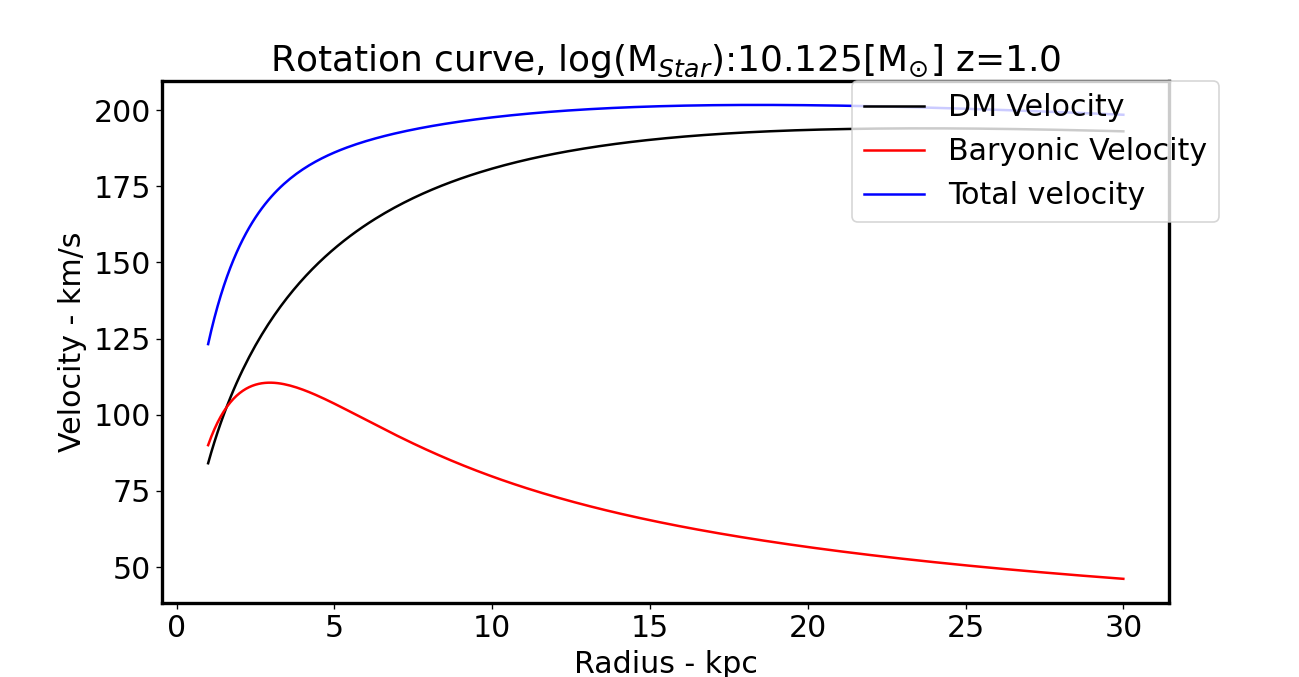 Rotation curve, log(M_Star):10.125[M_⊙] z=1.0
DM Velocity
Baryonic Velocity
Total velocity
Velocity - km/s
200
175
150
125
100
75
50
0 5 10 15 20 25 30
Radius - kpc